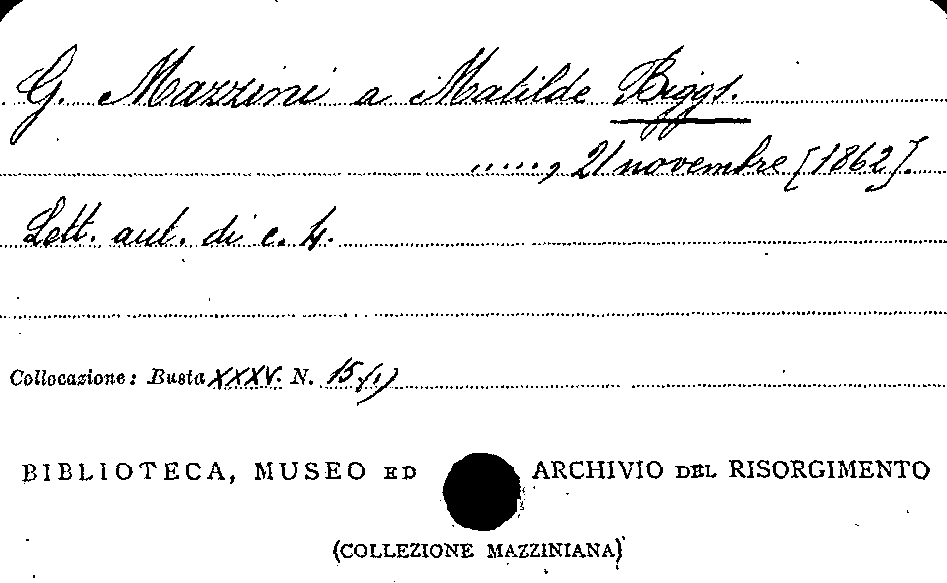 G. Mazzini a Matilde Biggs.
....., 21 novembre [1862].
Lett. aut. di c. 4.
Collocazione: Busta XXXV. N. 15 (1)
BIBLIOTECA, MUSEO ED ARCHIVIO DEL RISORGIMENTO
(COLLEZIONE MAZZINIANA)